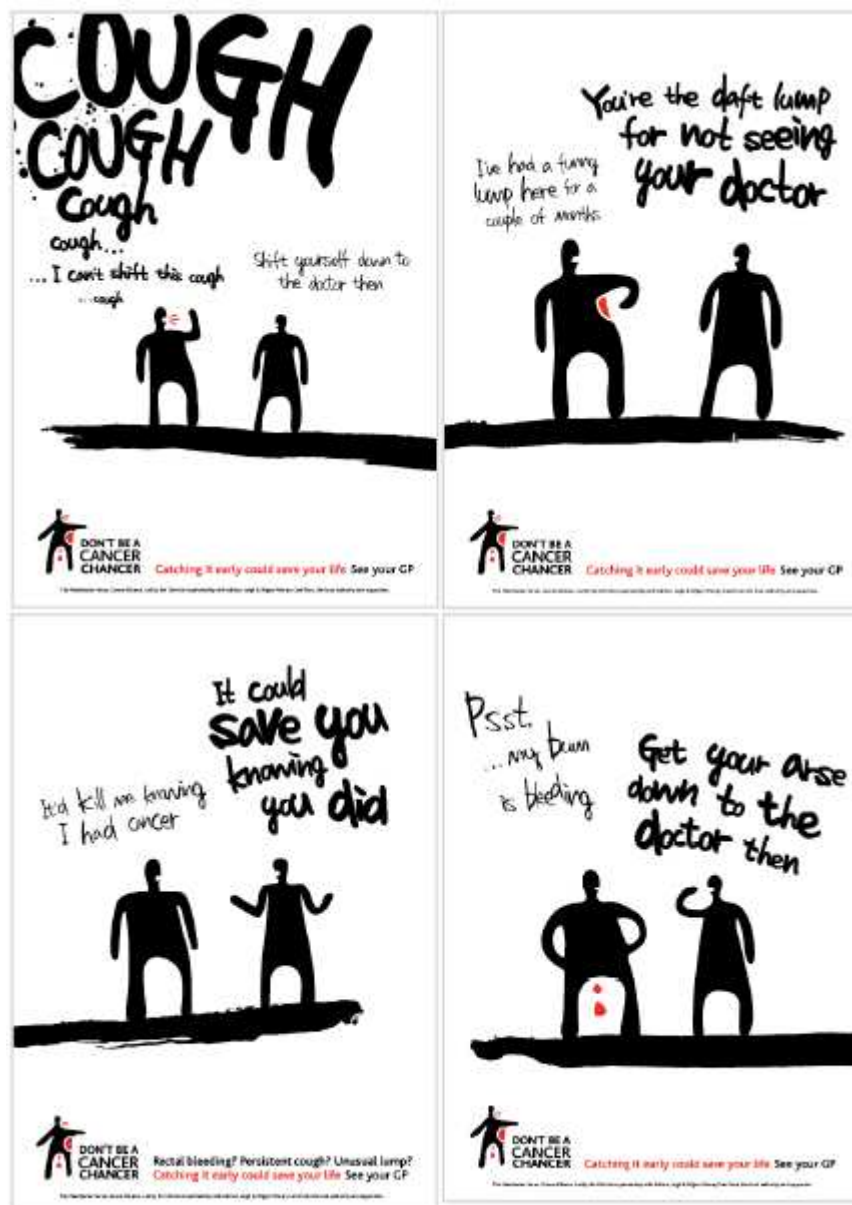 COUGH
COUGH
Cough
cough...
... I can't shift this cough
...cough
Shift yourself down to
the doctor then
DON'T BE A
CANCER
CHANCER
Catching it early could save your life See your GP
I've had a funny
lump here for a
couple of months
You're the daft lump
for not seeing
your doctor
DON'T BE A
CANCER
CHANCER
Catching it early could save your life See your GP
It'd kill me knowing
I had cancer
It could
save you
knowing
you did
DON'T BE A
CANCER
CHANCER
Rectal bleeding? Persistent cough? Unusual lump?
Catching it early could save your life See your GP
Psst.
...my bum
is bleeding
Get your arse
down to the
doctor then
DON'T BE A
CANCER
CHANCER
Catching it early could save your life See your GP